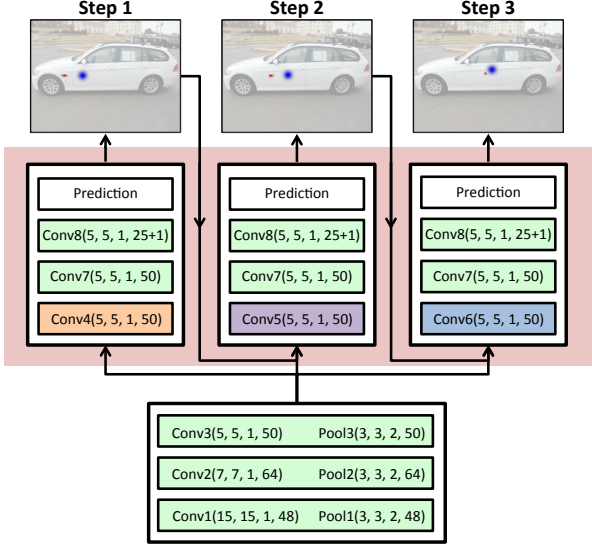 Step 1 Step 2 Step 3
Prediction Prediction Prediction
Conv8(5, 5, 1, 25+1) Conv8(5, 5, 1, 25+1) Conv8(5, 5, 1, 25+1)
Conv7(5, 5, 1, 50) Conv7(5, 5, 1, 50) Conv7(5, 5, 1, 50)
Conv4(5, 5, 1, 50) Conv5(5, 5, 1, 50) Conv6(5, 5, 1, 50)
Conv3(5, 5, 1, 50) Pool3(3, 3, 2, 50)
Conv2(7, 7, 1, 64) Pool2(3, 3, 2, 64)
Conv1(15, 15, 1, 48) Pool1(3, 3, 2, 48)